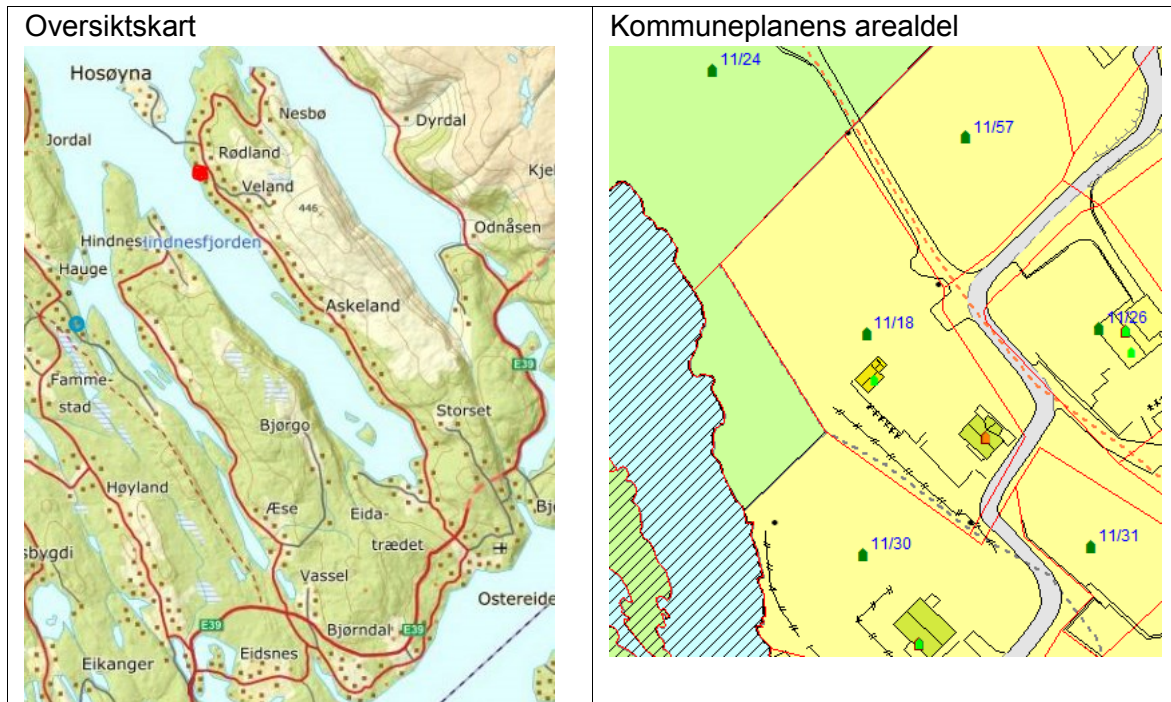 Oversiktskart
Hosøyna
Nesbø
Dyrdal
Jordal
Rødland
Veland
446
Odnåsen
Hindnes
Hindnesfjorden
Hauge
Askeland
E39
Famme-
stad
Storset
Bjørgo
Høyland
Æse
Eida-
trædet
Vassel
Ostereide
E39
Bjørndal
E39
Eikanger
Eidsnes
Kommuneplanens arealdel
11/24
11/57
11/18
11/26
11/30
11/31